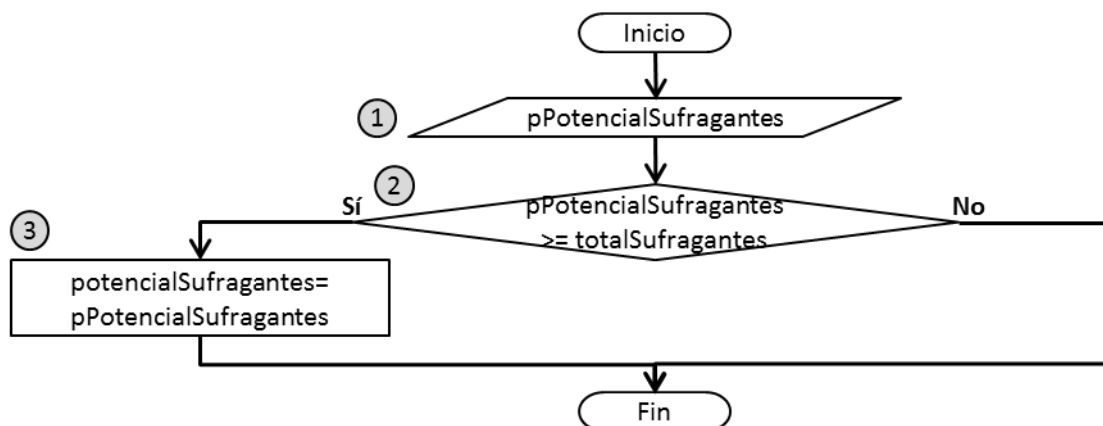 Inicio
1
pPotencialSufragantes
2
Sí
pPotencialSufragantes
>= totalSufragantes
No
3
potencialSufragantes=
pPotencialSufragantes
Fin